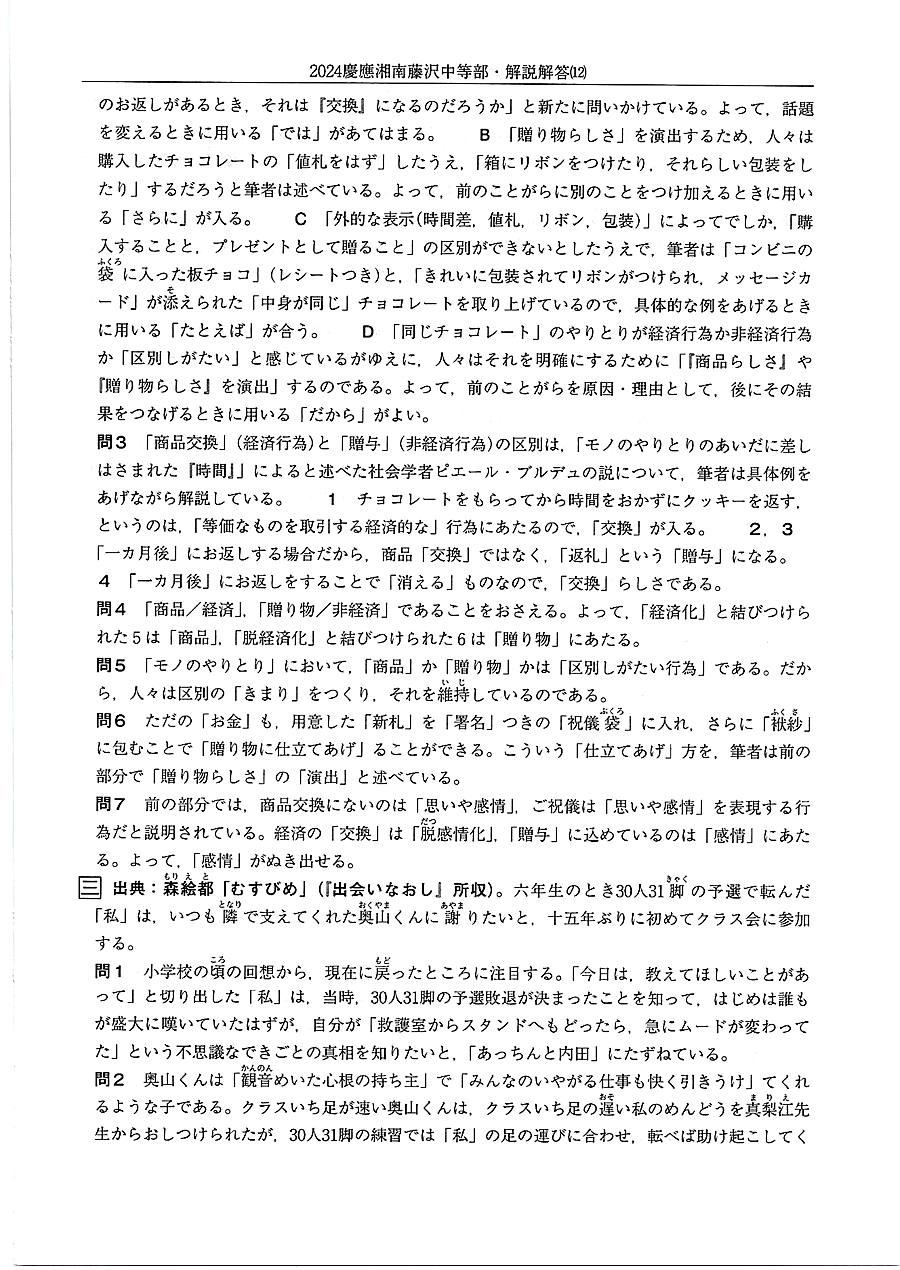 2024慶應湘南藤沢中等部・解説解答(12)
のお返しがあるとき，それは『交換』になるのだろうか」と新たに問いかけている。よって，話題
を変えるときに用いる「では」があてはまる。　　B　「贈り物らしさ」を演出するため，人々は
購入したチョコレートの「値札をはず」したうえ，「箱にリボンをつけたり，それらしい包装をし
たり」するだろうと筆者は述べている。よって，前のことがらに別のことをつけ加えるときに用い
る「さらに」が入る。　　C　「外的な表示(時間差，値札，リボン，包装)」によってでしか，「購
入することと，プレゼントとして贈ること」の区別ができないとしたうえで，筆者は「コンビニの
袋に入った板チョコ」(レシートつき)と，「きれいに包装されてリボンがつけられ，メッセージカ
ード」が添えられた「中身が同じ」チョコレートを取り上げているので，具体的な例をあげるとき
に用いる「たとえば」が合う。　　D　「同じチョコレート」のやりとりが経済行為か非経済行為
か「区別しがたい」と感じているがゆえに，人々はそれを明確にするために「『商品らしさ』や
『贈り物らしさ』を演出」するのである。よって，前のことがらを原因・理由として，後にその結
果をつなげるときに用いる「だから」がよい。
問3　「商品交換」(経済行為)と「贈与」(非経済行為)の区別は，「モノのやりとりのあいだに差し
はさまれた『時間』」によると述べた社会学者ピエール・ブルデュの説について，筆者は具体例を
あげながら解説している。　　1　チョコレートをもらってから時間をおかずにクッキーを返す，
というのは，「等価なものを取引する経済的な」行為にあたるので，「交換」が入る。　　2，3
「一カ月後」にお返しする場合だから，商品「交換」ではなく，「返礼」という「贈与」になる。
4　「一カ月後」にお返しをすることで「消える」ものなので，「交換」らしさである。
問4　「商品／経済」，「贈り物／非経済」であることをおさえる。よって，「経済化」と結びつけら
れた5は「商品」，「脱経済化」と結びつけられた6は「贈り物」にあたる。
問5　「モノのやりとり」において，「商品」か「贈り物」かは「区別しがたい行為」である。だか
ら，人々は区別の「きまり」をつくり，それを維持しているのである。
問6　ただの「お金」も，用意した「新札」を「署名」つきの「祝儀袋」に入れ，さらに「袱紗」
に包むことで「贈り物に仕立てあげ」ることができる。こういう「仕立てあげ」方を，筆者は前の
部分で「贈り物らしさ」の「演出」と述べている。
問7　前の部分では，商品交換にないのは「思いや感情」，ご祝儀は「思いや感情」を表現する行
為だと説明されている。経済の「交換」は「脱感情化」，「贈与」に込めているのは「感情」にあた
る。よって，「感情」がぬき出せる。
三　出典：森絵都「むすびめ」(『出会いなおし』所収)。六年生のとき30人31脚の予選で転んだ
「私」は，いつも隣で支えてくれた奥山くんに謝りたいと，十五年ぶりに初めてクラス会に参加
する。
問1　小学校の頃の回想から，現在に戻ったところに注目する。「今日は，教えてほしいことがあ
って」と切り出した「私」は，当時，30人31脚の予選敗退が決まったことを知って，はじめは誰も
が盛大に嘆いていたはずが，自分が「救護室からスタンドへもどったら，急にムードが変わって
た」という不思議なできごとの真相を知りたいと，「あっちんと内田」にたずねている。
問2　奥山くんは「観音めいた心根の持ち主」で「みんなのいやがる仕事も快く引きうけ」てくれ
るような子である。クラスいち足が速い奥山くんは，クラスいち足の遅い私のめんどうを真梨江先
生からおしつけられたが，30人31脚の練習では「私」の足の運びに合わせ，転べば助け起こしてく